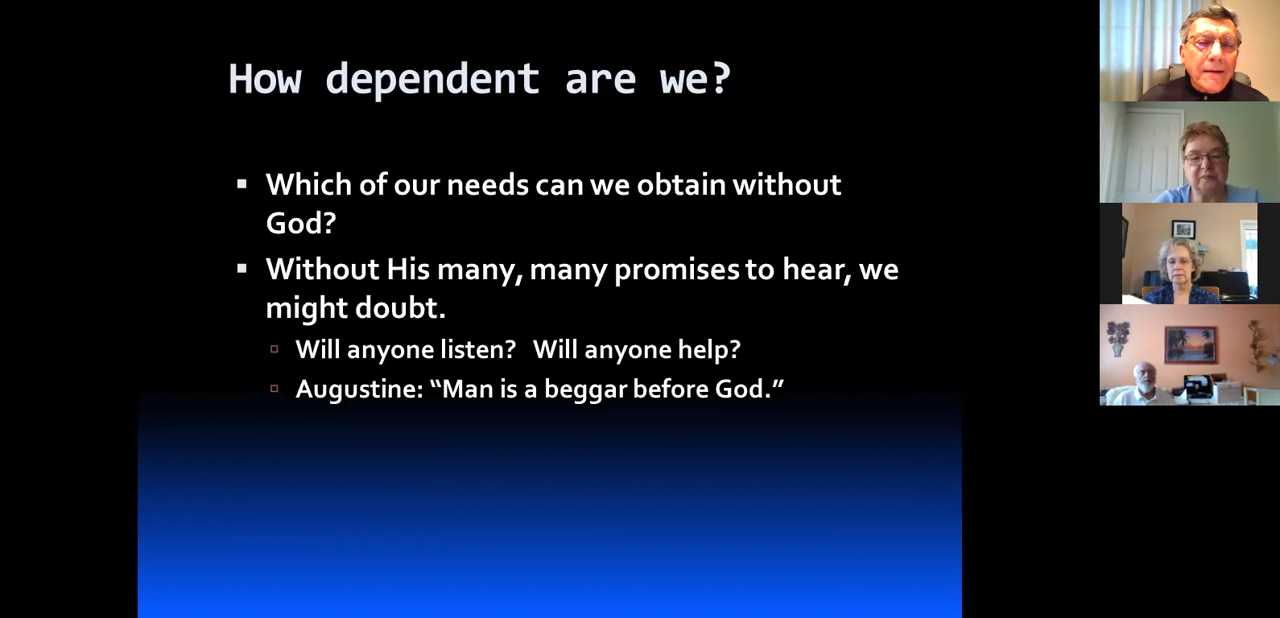 How dependent are we?
Which of our needs can we obtain without
God?
Without His many, many promises to hear, we
might doubt.
Will anyone listen?   Will anyone help?
Augustine: “Man is a beggar before God.”